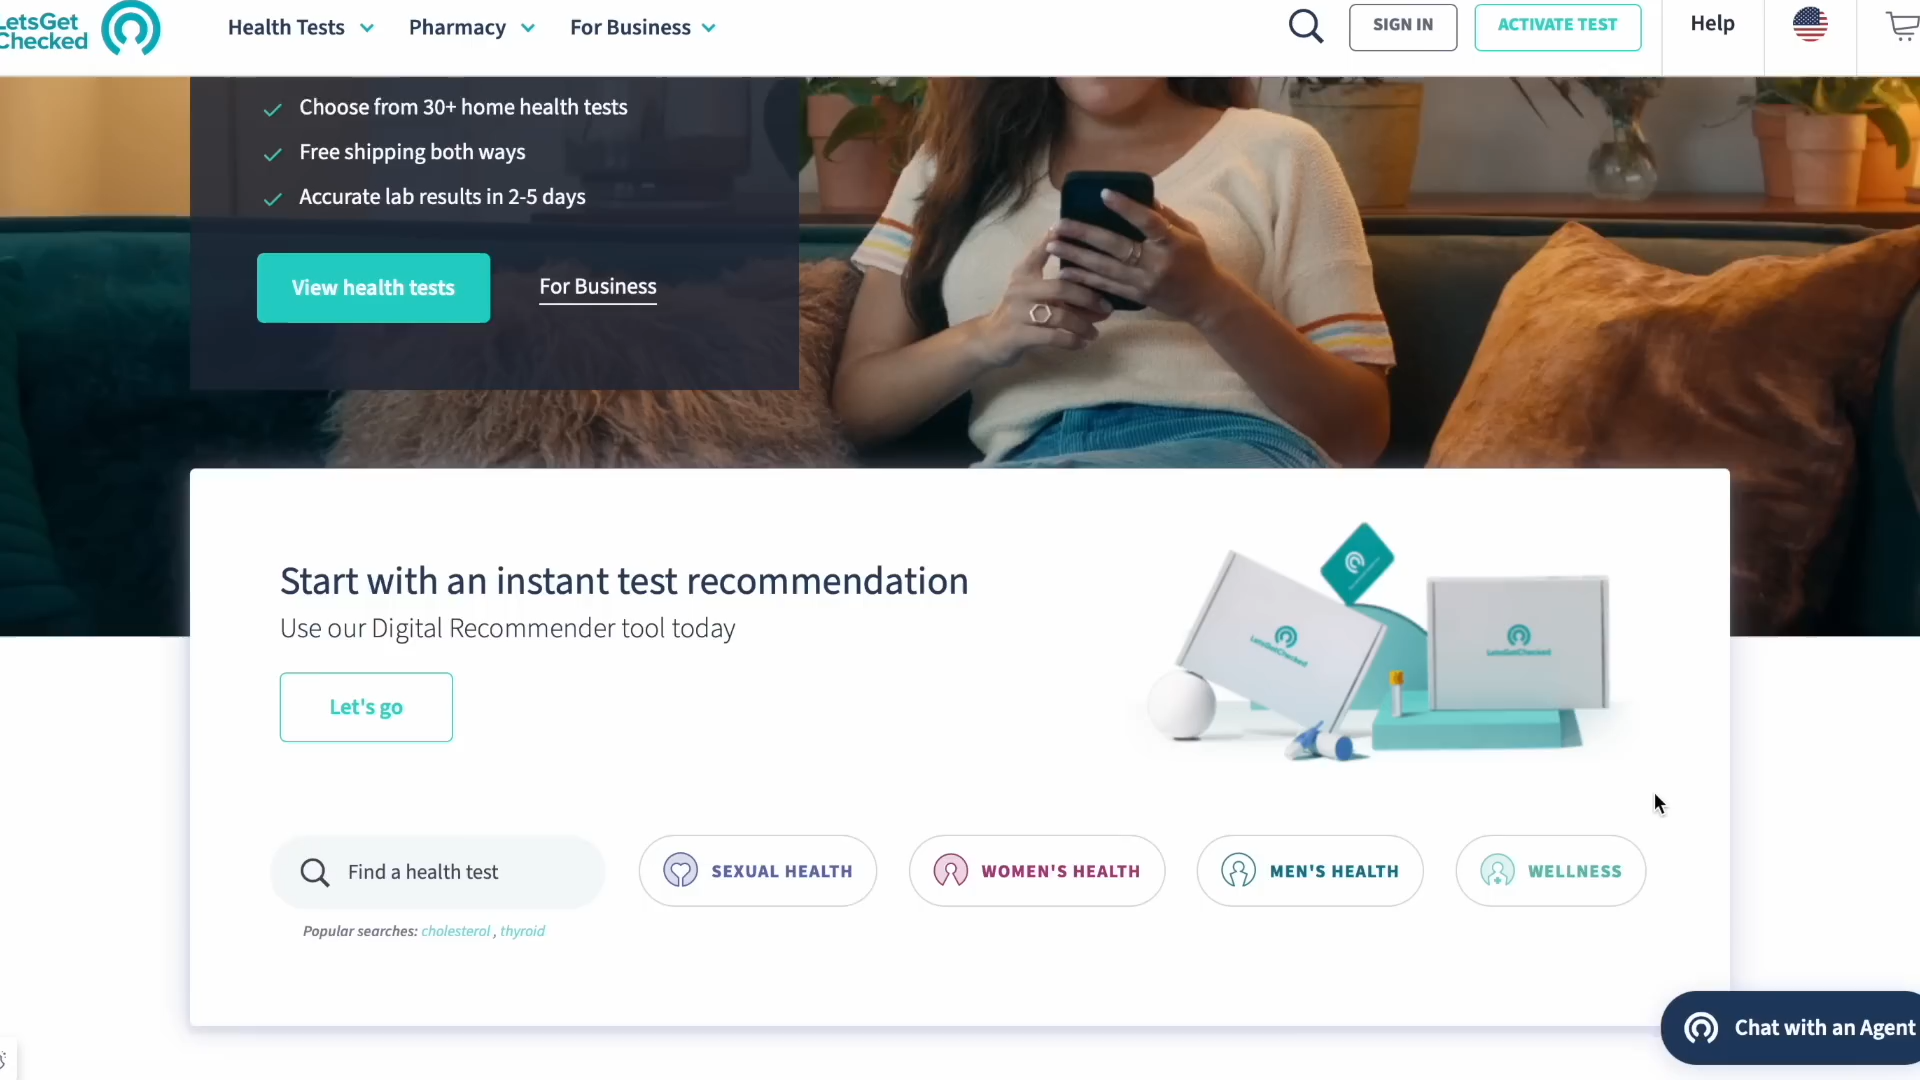 LetsGet
Checked
Health Tests
Pharmacy
For Business
SIGN IN
ACTIVATE TEST
Help
Choose from 30+ home health tests
Free shipping both ways
Accurate lab results in 2-5 days
View health tests
For Business
Start with an instant test recommendation
Use our Digital Recommender tool today
Let's go
LetsGetChecked
LetsGetChecked
Find a health test
SEXUAL HEALTH
WOMEN'S HEALTH
MEN'S HEALTH
WELLNESS
Popular searches: cholesterol , thyroid
Chat with an Agent